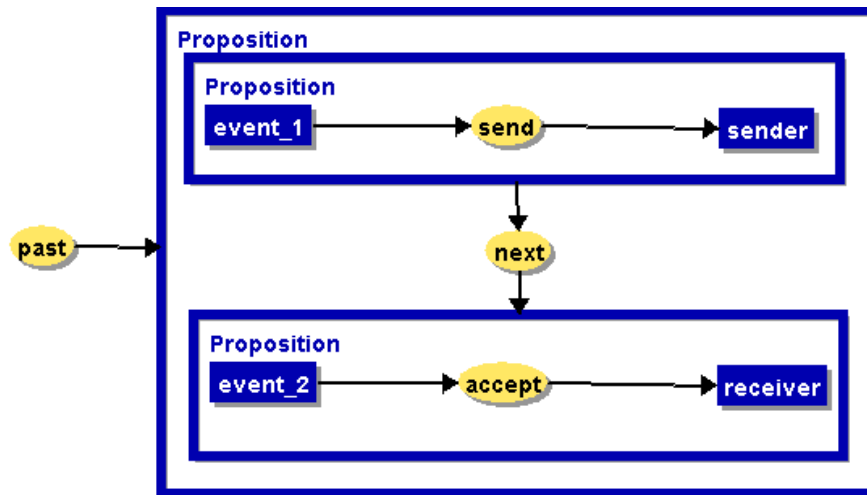 Proposition
Proposition
event_1 send sender
past
next
Proposition
event_2 accept receiver